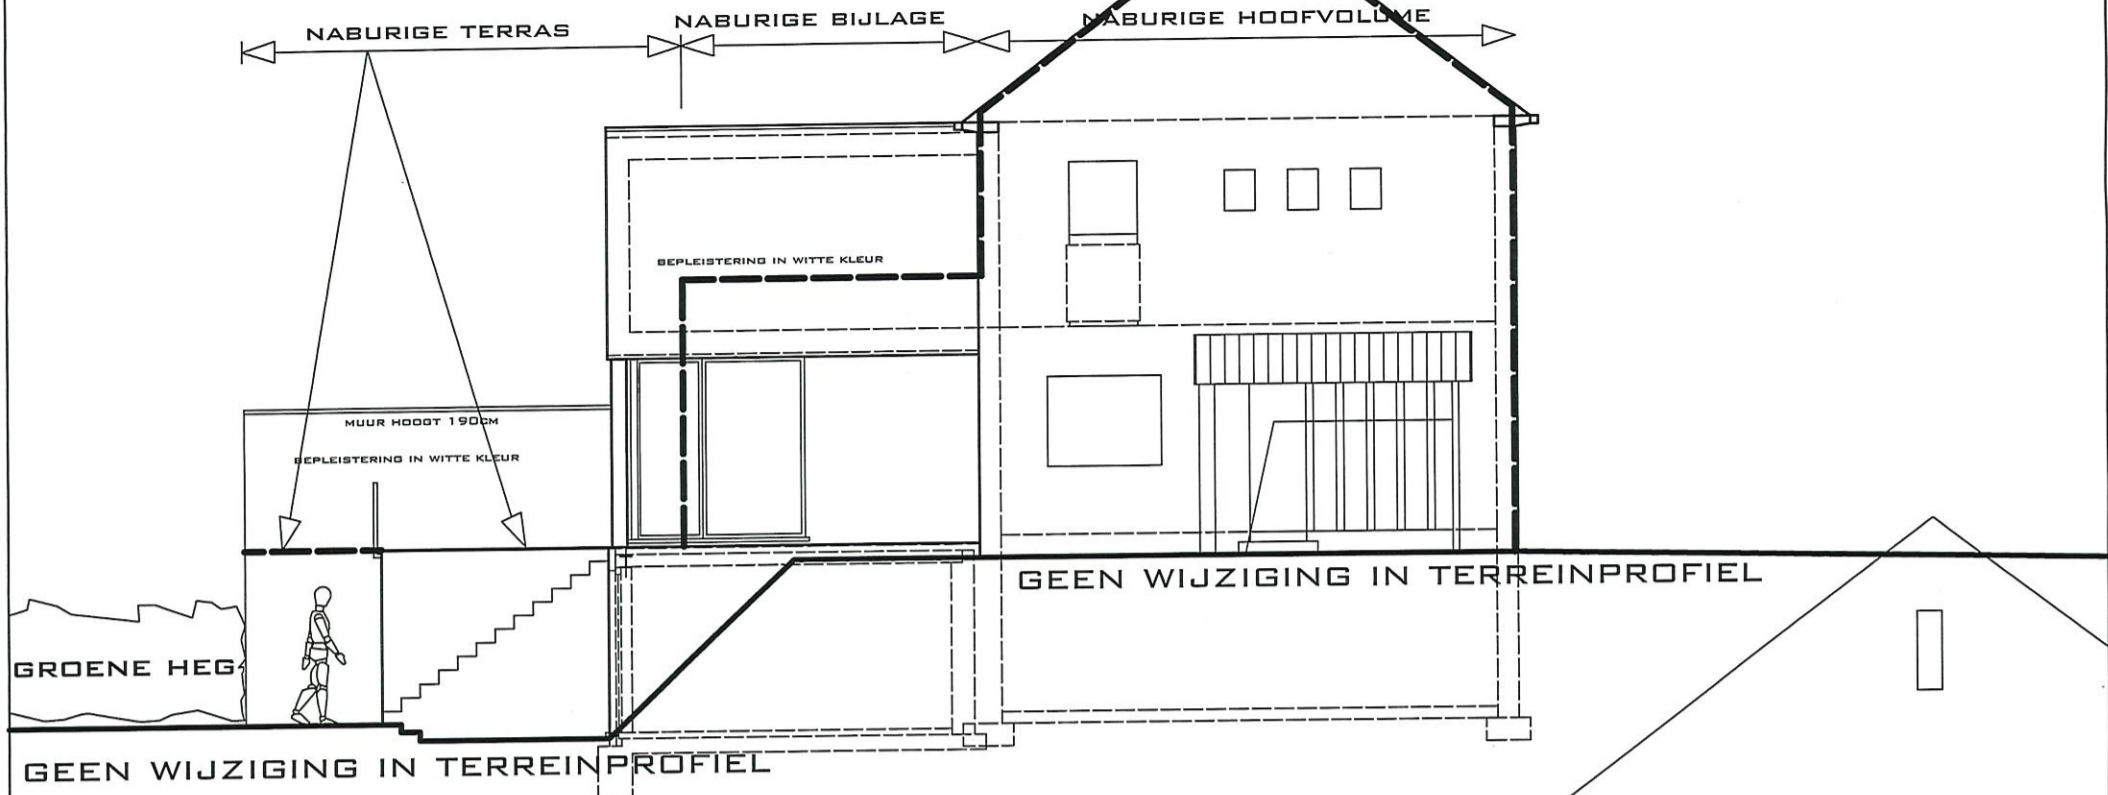 NABURIGE TERRAS
NABURIGE BIJLAGE
NABURIGE HOOFVOLUME
BEPLEISTERING IN WITTE KLEUR
MUUR HOOGT 190CM
BEPLEISTERING IN WITTE KLEUR
GEEN WIJZIGING IN TERREINPROFIEL
GROENE HEG
GEEN WIJZIGING IN TERREINPROFIEL